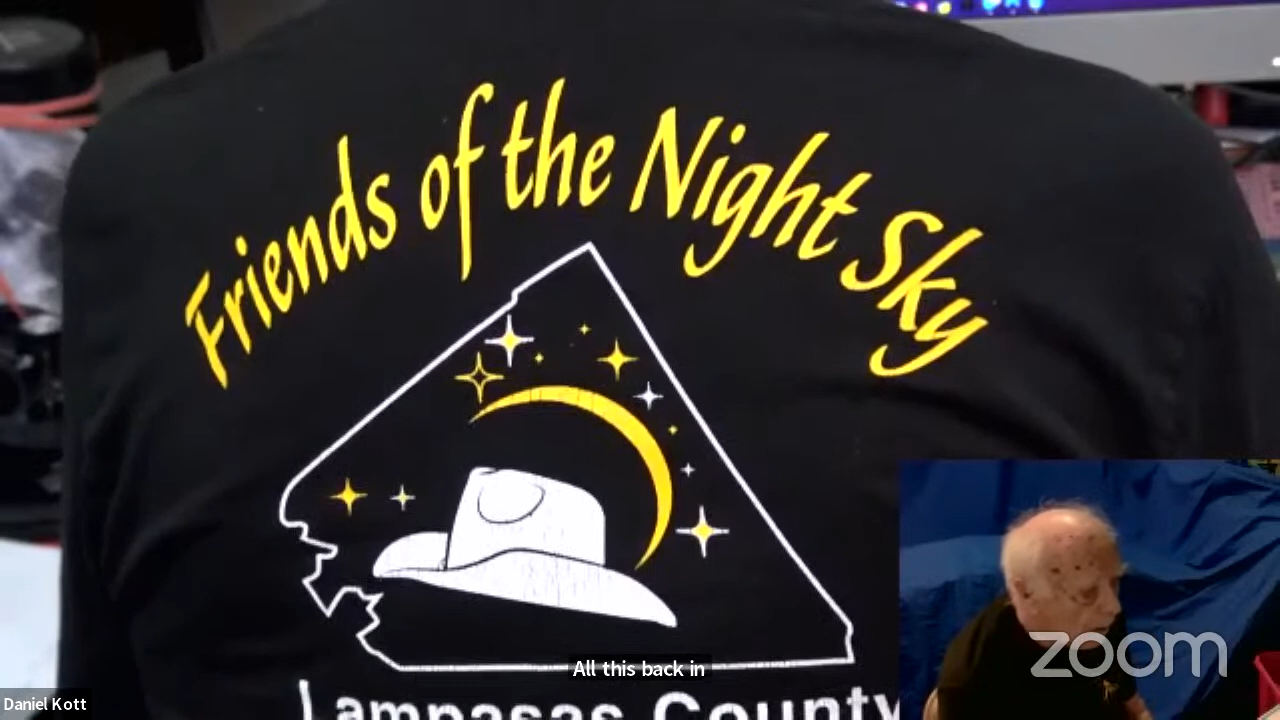 Friends of the Night Sky
All this back in
zoom
Daniel Kott
Lampasas County